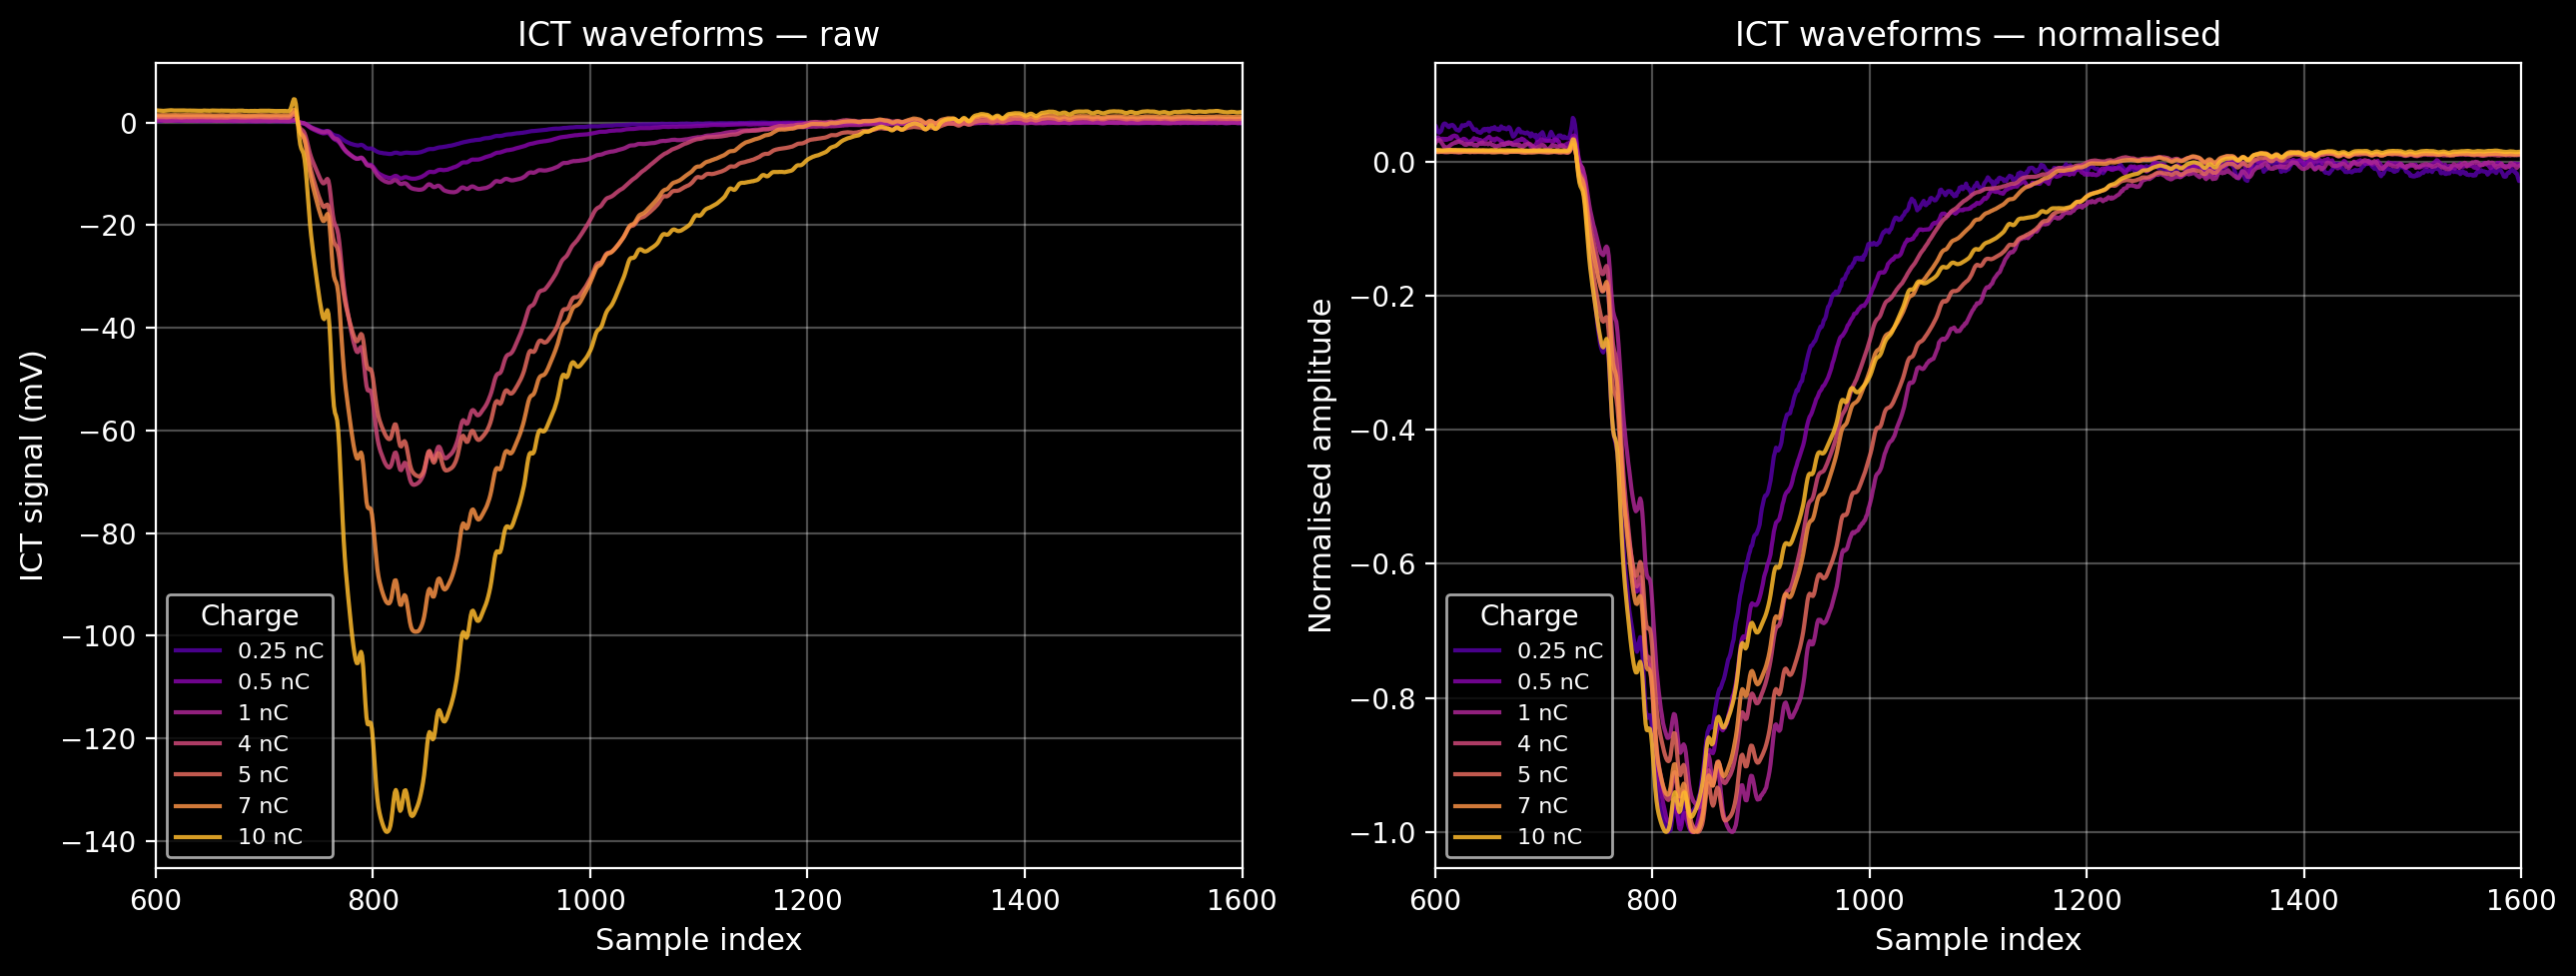 ICT waveforms — raw
ICT signal (mV)
0
−20
−40
−60
−80
−100
−120
−140
Charge
0.25 nC
0.5 nC
1 nC
4 nC
5 nC
7 nC
10 nC
600 800 1000 1200 1400 1600
Sample index
ICT waveforms — normalised
Normalised amplitude
0.0
−0.2
−0.4
−0.6
−0.8
−1.0
Charge
0.25 nC
0.5 nC
1 nC
4 nC
5 nC
7 nC
10 nC
600 800 1000 1200 1400 1600
Sample index